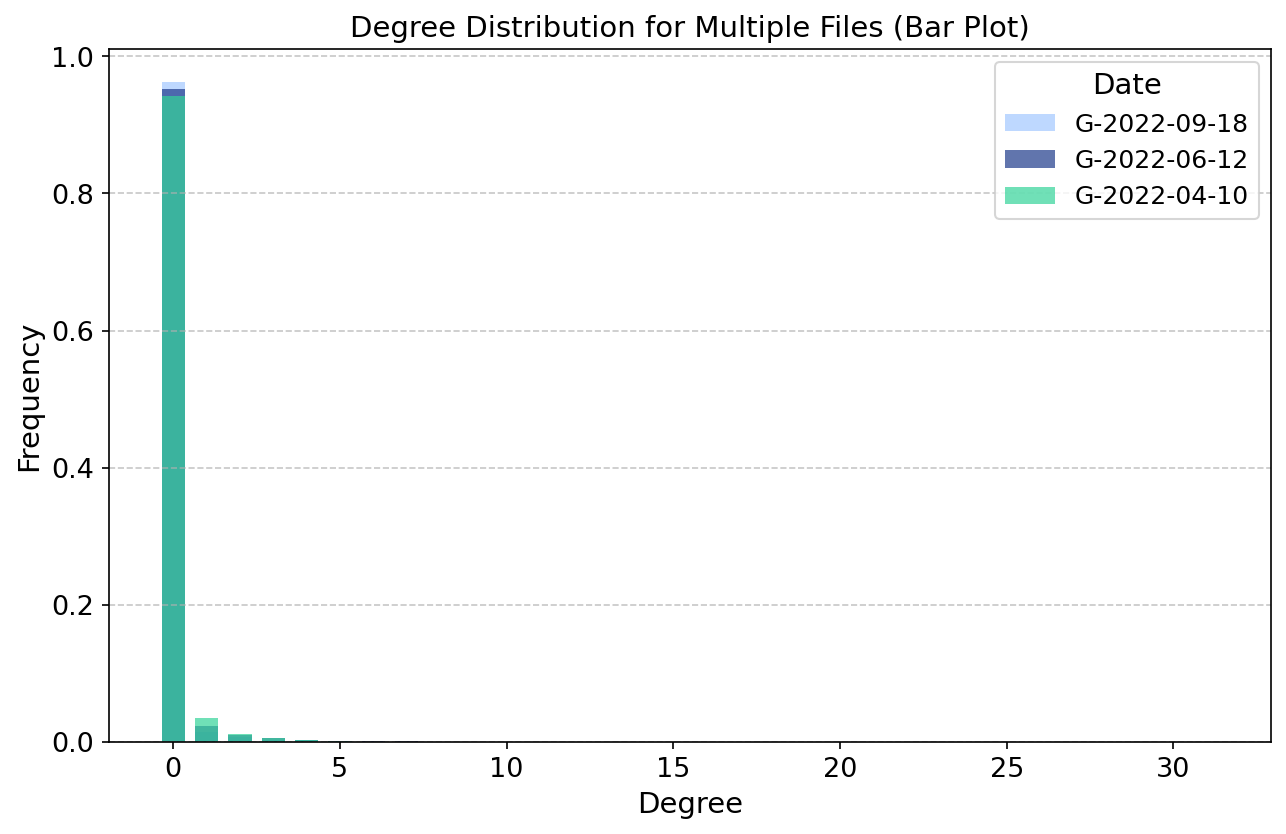 Degree Distribution for Multiple Files (Bar Plot)
Date
G-2022-09-18
G-2022-06-12
G-2022-04-10
Frequency
1.0
0.8
0.6
0.4
0.2
0.0
0 5 10 15 20 25 30
Degree